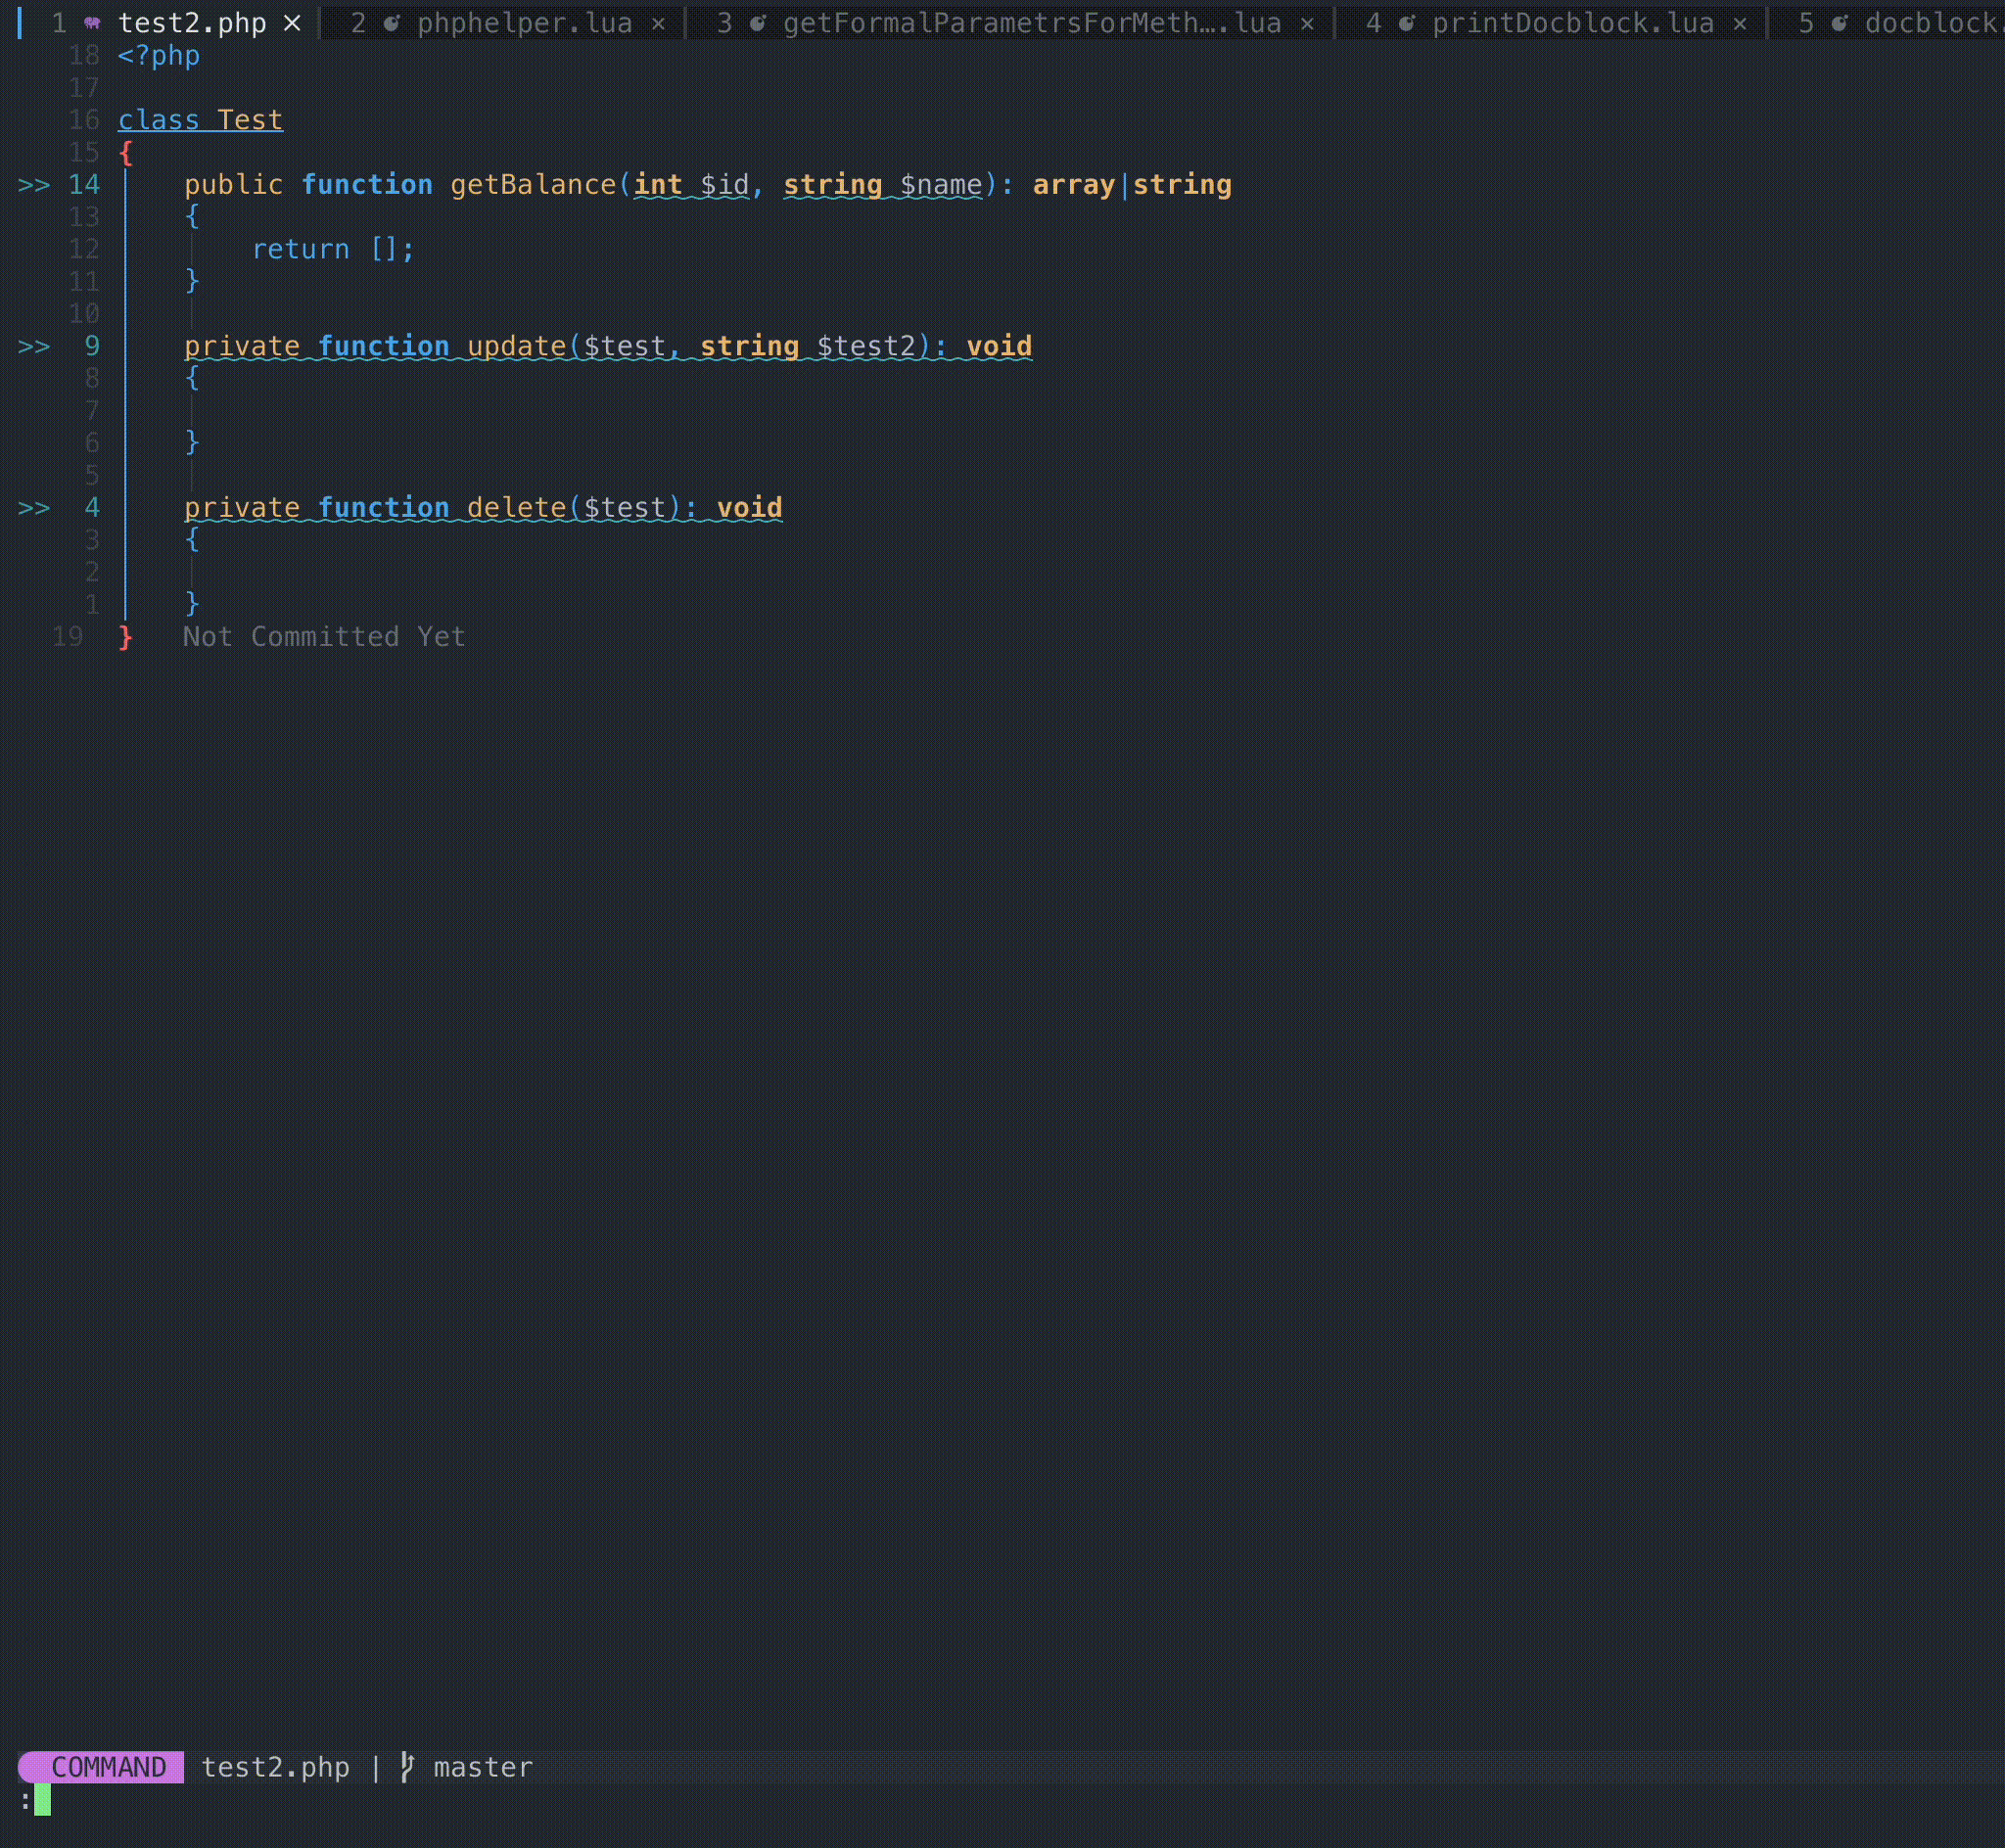 1 test2.php × 2 phphelper.lua × 3 getFormalParametrsForMeth….lua × 4 printDocblock.lua × 5 docblock.
18 <?php
17
16 class Test
15 {
>> 14 public function getBalance(int $id, string $name): array|string
13 {
12 return [];
11 }
10
>> 9 private function update($test, string $test2): void
8 {
7
6 }
5
>> 4 private function delete($test): void
3 {
2
1 }
19 } Not Committed Yet
COMMAND test2.php | master
: